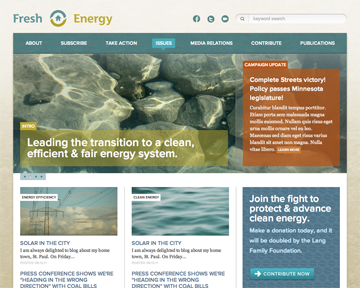 Fresh Energy
keyword search
ABOUT SUBSCRIBE TAKE ACTION ISSUES MEDIA RELATIONS CONTRIBUTE PUBLICATIONS
CAMPAIGN UPDATE
Complete Streets victory!
Policy passes Minnesota
legislature!
Curabitur blandit tempus porttitor.
Etiam porta sem malesuada magna
mollis euismod. Nullam quis risus eget
urna mollis ornare vel eu leo.
Maecenas sed diam eget risus varius
blandit sit amet non magna. Nulla
vitae libero. LEARN MORE
INTRO
Leading the transition to a clean,
efficient & fair energy system.
ENERGY EFFICIENCY
SOLAR IN THE CITY
I am always delighted to blog about my home
town, St. Paul. On Friday...
PRESS CONFERENCE SHOWS WE'RE
"HEADING IN THE WRONG
DIRECTION" WITH COAL BILLS
CLEAN ENERGY
SOLAR IN THE CITY
I am always delighted to blog about my home
town, St. Paul. On Friday...
PRESS CONFERENCE SHOWS WE'RE
"HEADING IN THE WRONG
DIRECTION" WITH COAL BILLS
Join the fight to
protect & advance
clean energy.
Make a donation today, and it
will be doubled by the Lang
Family Foundation.
CONTRIBUTE NOW